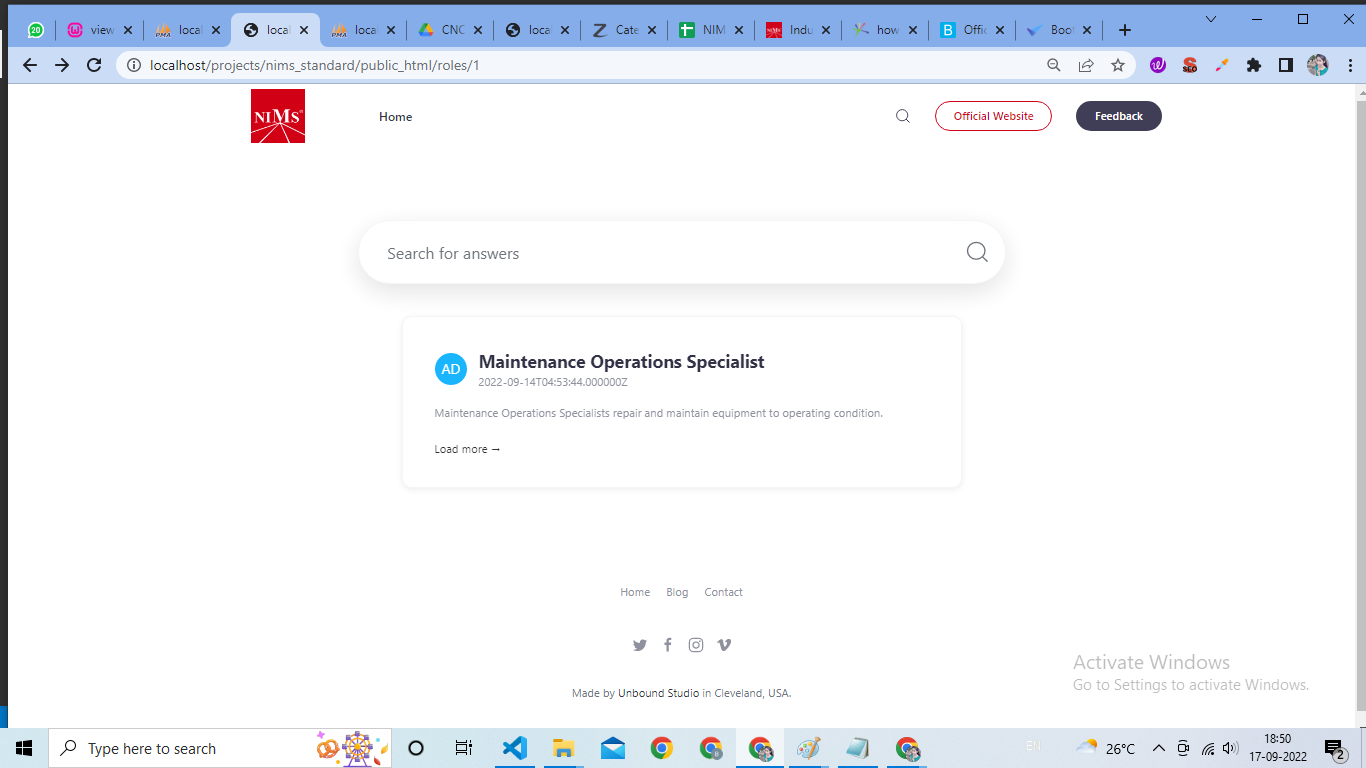 20 view local local local CNC local Cate NIM Indu how Offic Boot
localhost/projects/nims_standard/public_html/roles/1
NIMS Home Official Website Feedback
Search for answers
AD Maintenance Operations Specialist
2022-09-14T04:53:44.000000Z
Maintenance Operations Specialists repair and maintain equipment to operating condition.
Load more →
Home Blog Contact
Made by Unbound Studio in Cleveland, USA.
Activate Windows
Go to Settings to activate Windows.
Type here to search
26°C
18:50
17-09-2022
2